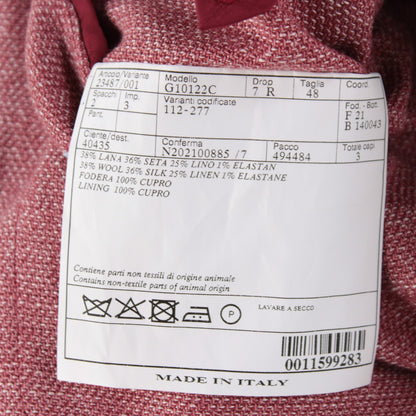 Articolo/Variante Modello Drop Taglia Coord.
23487/001 G10122C 7 R 48
Spacchi Imp. Varianti codificate Fod. - Bott.
2 3 112-277 F 21
Part. B 140043
Cliente/dest. Conferma Pacco Totale capi
40435 N202100885 /7 494484 3
38% LANA 36% SETA 25% LINO 1% ELASTAN
38% WOOL 36% SILK 25% LINEN 1% ELASTANE
FODERA 100% CUPRO
LINING 100% CUPRO
Contiene parti non tessili di origine animale
Contains non-textile parts of animal origin
P LAVARE A SECCO
0011599283
MADE IN ITALY